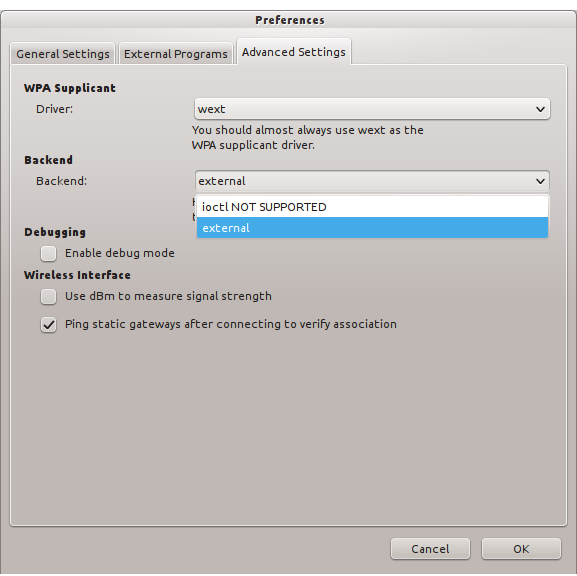 Preferences
General Settings
External Programs
Advanced Settings
WPA Supplicant
Driver:
wext
You should almost always use wext as the
WPA supplicant driver.
Backend
Backend:
external
ioctl NOT SUPPORTED
external
Debugging
Enable debug mode
Wireless Interface
Use dBm to measure signal strength
Ping static gateways after connecting to verify association
Cancel
OK